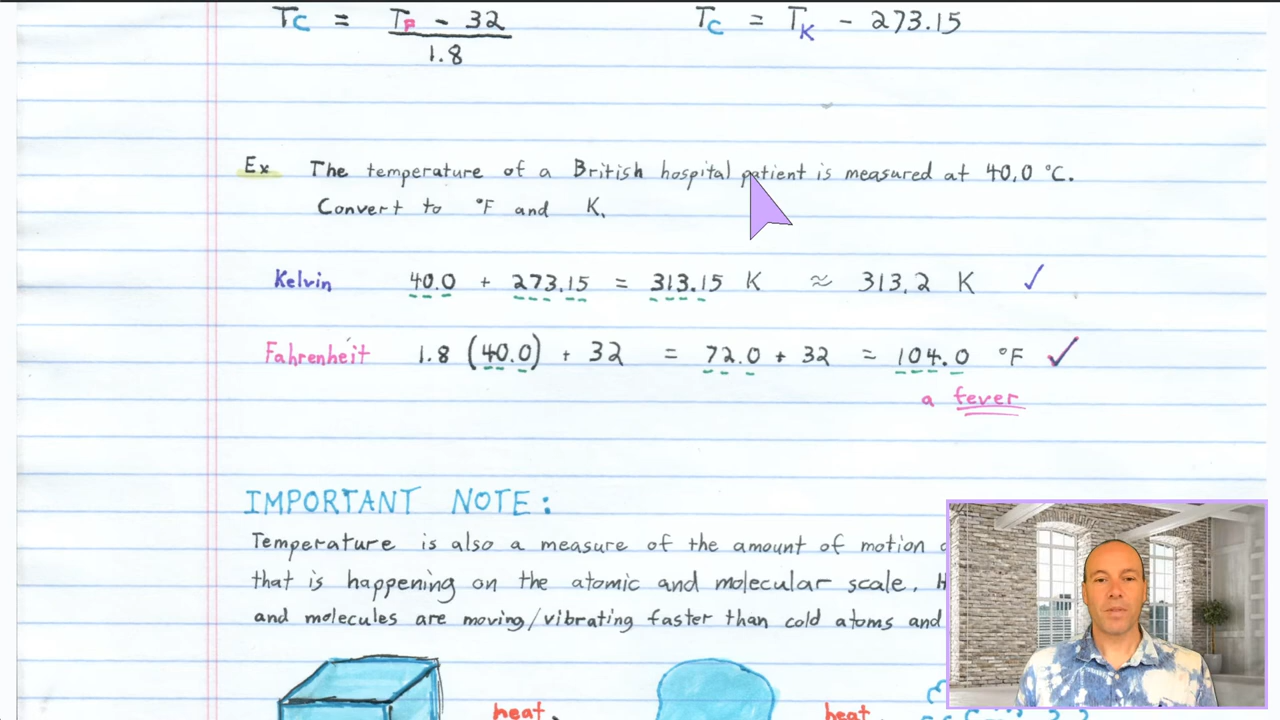 Tc = TF - 32 / 1.8
Tc = TK - 273.15
Ex The temperature of a British hospital patient is measured at 40.0 °C.
Convert to °F and K.
Kelvin 40.0 + 273.15 = 313.15 K ≈ 313.2 K ✓
Fahrenheit 1.8 (40.0) + 32 = 72.0 + 32 = 104.0 °F ✓
a fever
IMPORTANT NOTE:
Temperature is also a measure of the amount of motion
that is happening on the atomic and molecular scale.
and molecules are moving/vibrating faster than cold atoms and
heat
heat